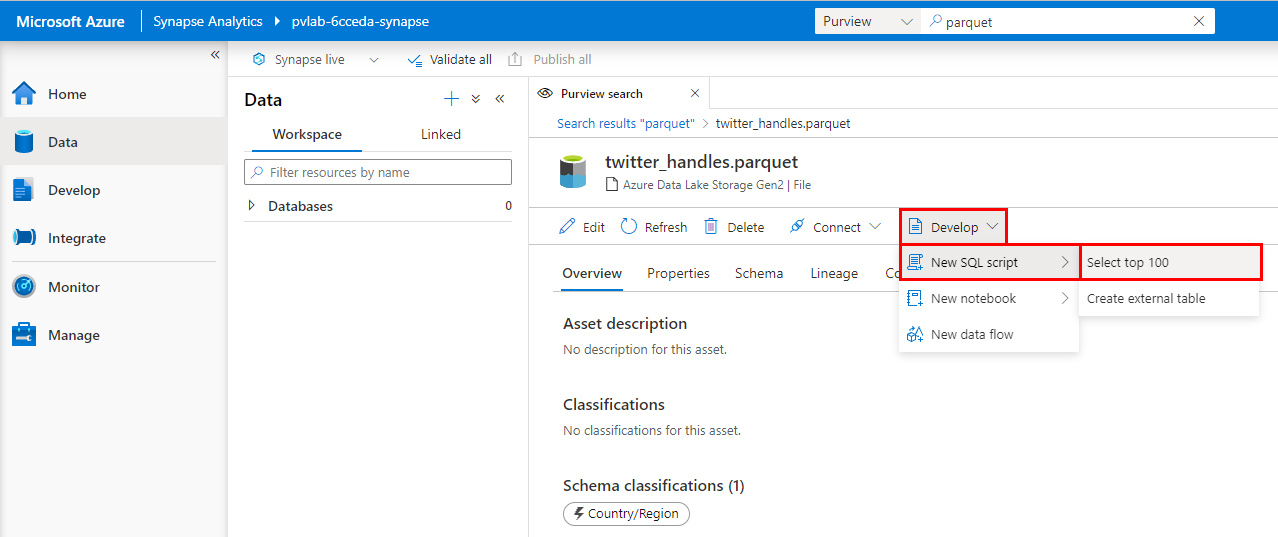 Microsoft Azure
Synapse Analytics
pvlab-6cceda-synapse
Purview
parquet
Home
Data
Develop
Integrate
Monitor
Manage
Synapse live
Validate all
Publish all
Data
Workspace
Linked
Filter resources by name
Databases
0
Purview search
Search results "parquet" > twitter_handles.parquet
twitter_handles.parquet
Azure Data Lake Storage Gen2 | File
Edit
Refresh
Delete
Connect
Develop
New SQL script
Select top 100
New notebook
Create external table
New data flow
Overview
Properties
Schema
Lineage
Asset description
No description for this asset.
Classifications
No classifications for this asset.
Schema classifications (1)
Country/Region